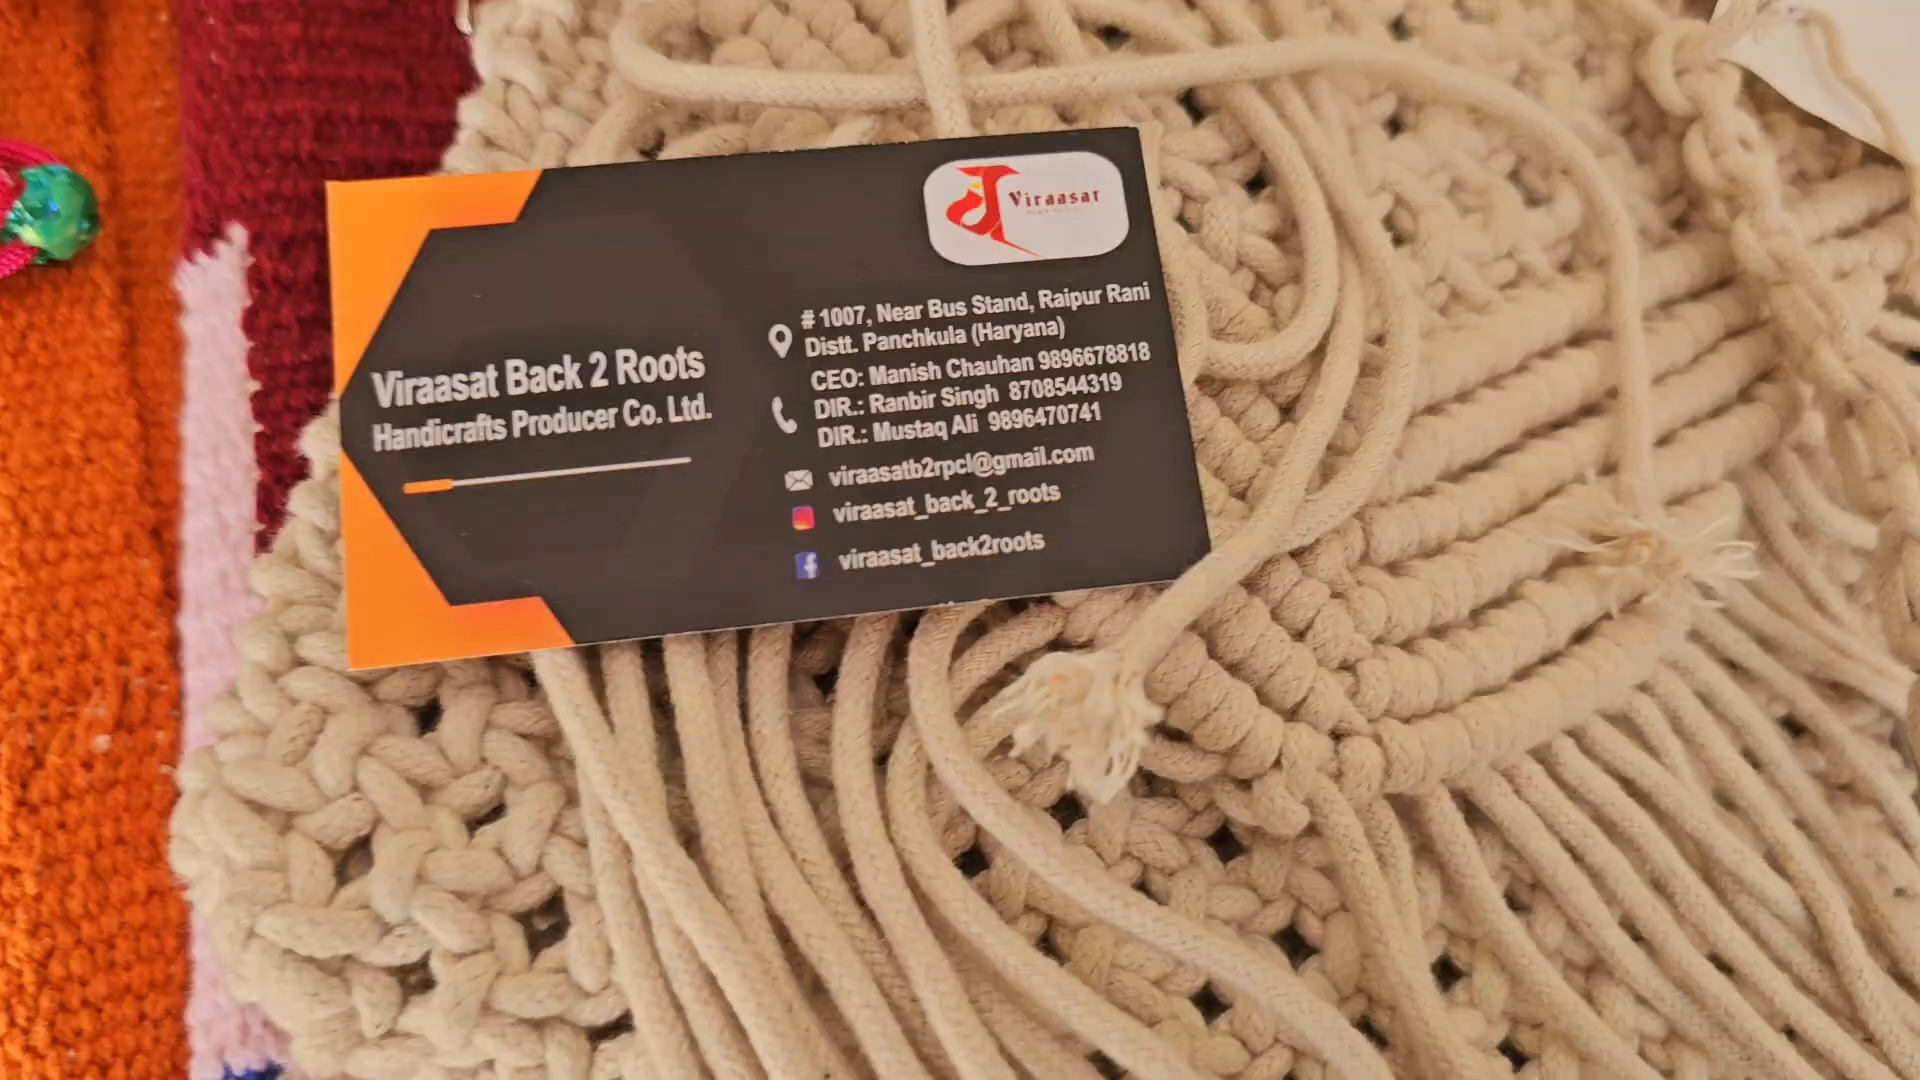 Viraasat
Viraasat Back 2 Roots
Handicrafts Producer Co. Ltd.
# 1007, Near Bus Stand, Raipur Rani
Distt. Panchkula (Haryana)
CEO: Manish Chauhan 9896678818
DIR.: Ranbir Singh 8708544319
DIR.: Mustaq Ali 9896470741
viraasatb2rpcl@gmail.com
viraasat_back_2_roots
viraasat_back2roots